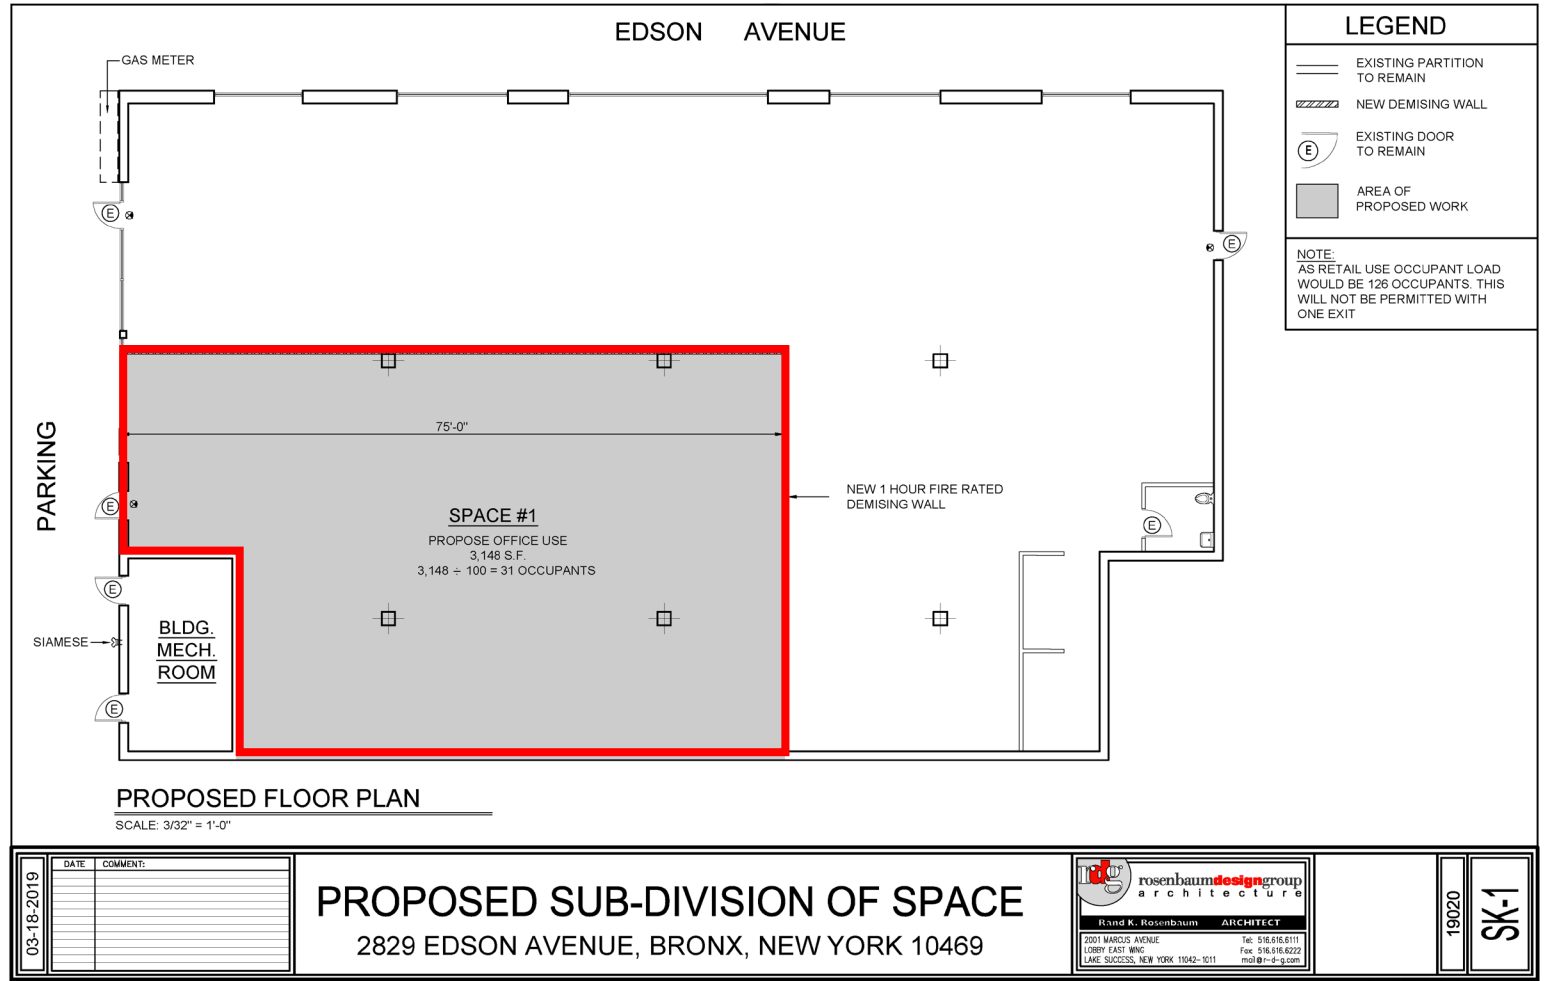 EDSON AVENUE
GAS METER
E
E
LEGEND
EXISTING PARTITION
TO REMAIN
NEW DEMISING WALL
E
EXISTING DOOR
TO REMAIN
AREA OF
PROPOSED WORK
NOTE:
AS RETAIL USE OCCUPANT LOAD
WOULD BE 126 OCCUPANTS. THIS
WILL NOT BE PERMITTED WITH
ONE EXIT
PARKING
75'-0"
E
SPACE #1
PROPOSE OFFICE USE
3,148 S.F.
3,148 ÷ 100 = 31 OCCUPANTS
NEW 1 HOUR FIRE RATED
DEMISING WALL
E
E
SIAMESE
BLDG.
MECH.
ROOM
E
PROPOSED FLOOR PLAN
SCALE: 3/32" = 1'-0"
03-18-2019
DATE COMMENT:
PROPOSED SUB-DIVISION OF SPACE
2829 EDSON AVENUE, BRONX, NEW YORK 10469
rdg
rosenbaumdesigngroup
architecture
Rand K. Rosenbaum ARCHITECT
2001 MARCUS AVENUE
LOBBY EAST WING
LAKE SUCCESS, NEW YORK 11042-1011
Tel: 516.616.6111
Fax: 516.616.6222
mail@r-d-g.com
19020
SK-1